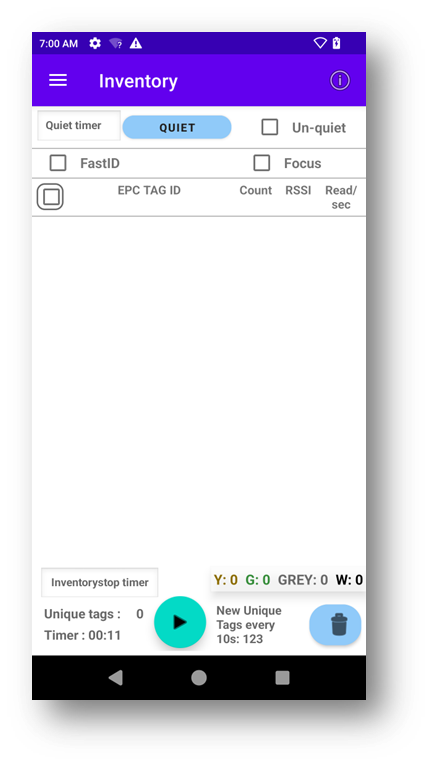 7:00 AM
Inventory
Quiet timer QUIET Un-quiet
FastID Focus
EPC TAG ID Count RSSI Read/
sec
Inventorystop timer
Y: 0 G: 0 GREY: 0 W: 0
Unique tags : 0
Timer : 00:11
New Unique
Tags every
10s: 123